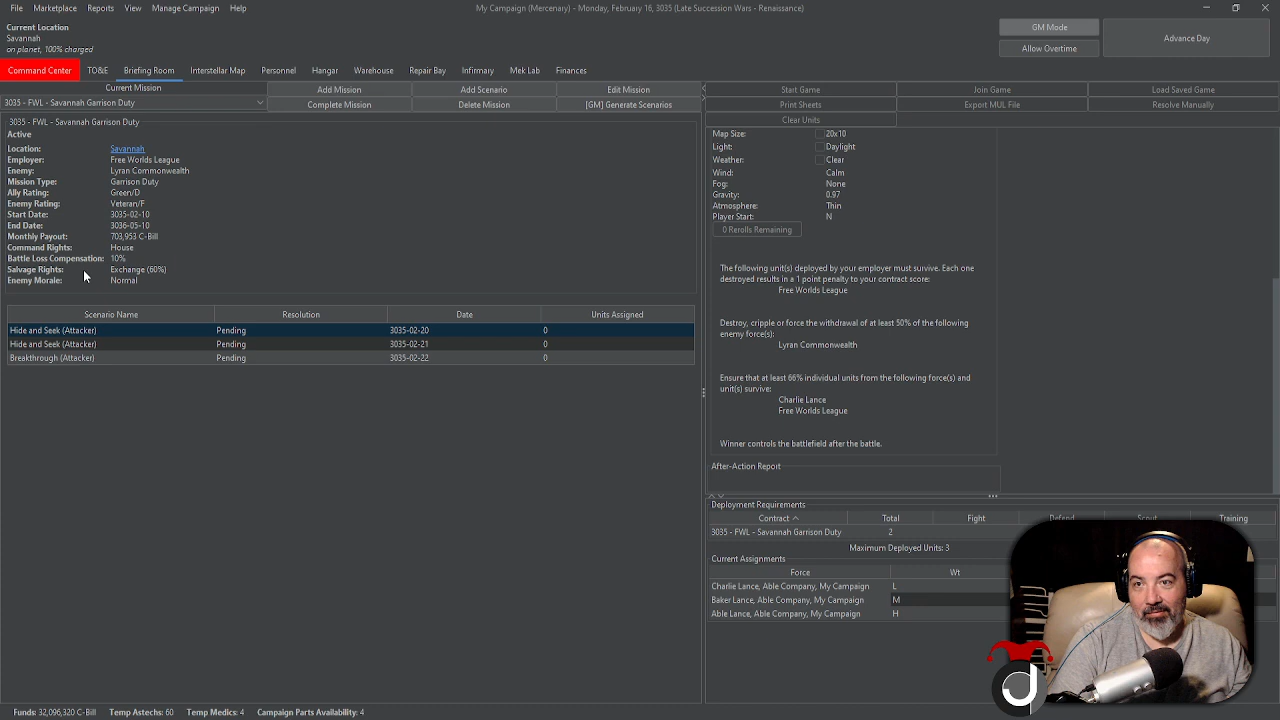 File Marketplace Reports View Manage Campaign Help
My Campaign (Mercenary) - Monday, February 16, 3035 (Late Succession Wars - Renaissance)
Current Location
Savannah
on planet, 100% charged
GM Mode
Allow Overtime
Advance Day
Command Center TO&E Briefing Room Interstellar Map Personnel Hangar Warehouse Repair Bay Infirmary Mek Lab Finances
Current Mission
3035 - FWL - Savannah Garrison Duty
Add Mission Add Scenario Edit Mission
Complete Mission Delete Mission [GM] Generate Scenarios
3035 - FWL - Savannah Garrison Duty
Active
Location: Savannah
Employer: Free Worlds League
Enemy: Lyran Commonwealth
Mission Type: Garrison Duty
Ally Rating: Green/D
Enemy Rating: Veteran/F
Start Date: 3035-02-10
End Date: 3036-05-10
Monthly Payout: 703,953 C-Bill
Command Rights: House
Battle Loss Compensation: 10%
Salvage Rights: Exchange (60%)
Enemy Morale: Normal
Scenario Name Resolution Date Units Assigned
Hide and Seek (Attacker) Pending 3035-02-20 0
Hide and Seek (Attacker) Pending 3035-02-21 0
Breakthrough (Attacker) Pending 3035-02-22 0
Start Game Join Game Load Saved Game
Print Sheets Export MUL File Resolve Manually
Clear Units
Map Size: 20x10
Light: Daylight
Weather: Clear
Wind: Calm
Fog: None
Gravity: 0.97
Atmosphere: Thin
Player Start: N
0 Rerolls Remaining
The following unit(s) deployed by your employer must survive. Each one
destroyed results in a 1 point penalty to your contract score:
Free Worlds League
Destroy, cripple or force the withdrawal of at least 50% of the following
enemy force(s):
Lyran Commonwealth
Ensure that at least 66% individual units from the following force(s) and
unit(s) survive:
Charlie Lance
Free Worlds League
Winner controls the battlefield after the battle.
After-Action Report
Deployment Requirements
Contract Total Fight Defend Scout Training
3035 - FWL - Savannah Garrison Duty 2
Maximum Deployed Units: 3
Current Assignments
Force Wt
Charlie Lance, Able Company, My Campaign L
Baker Lance, Able Company, My Campaign M
Able Lance, Able Company, My Campaign H
Funds: 32,096,320 C-Bill Temp Astechs: 60 Temp Medics: 4 Campaign Parts Availability: 4